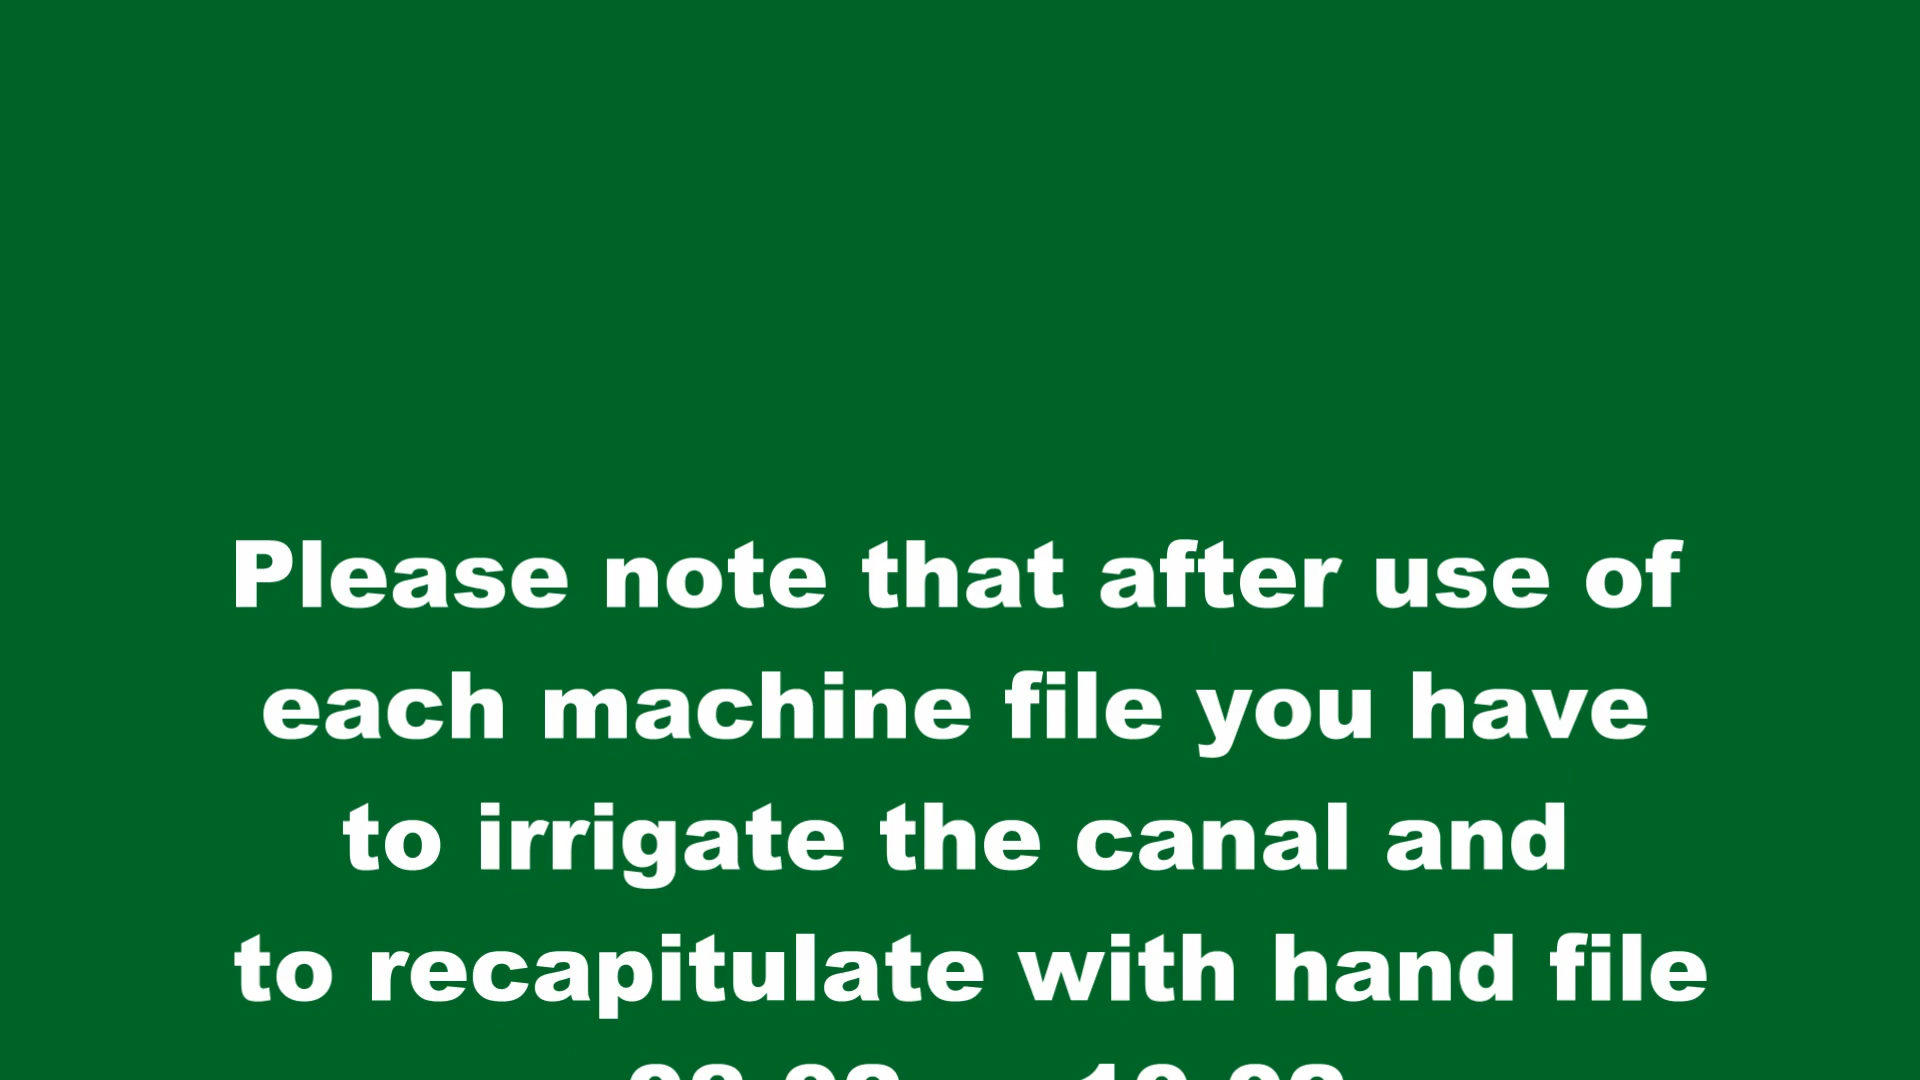 Please note that after use of
each machine file you have
to irrigate the canal and
to recapitulate with hand file